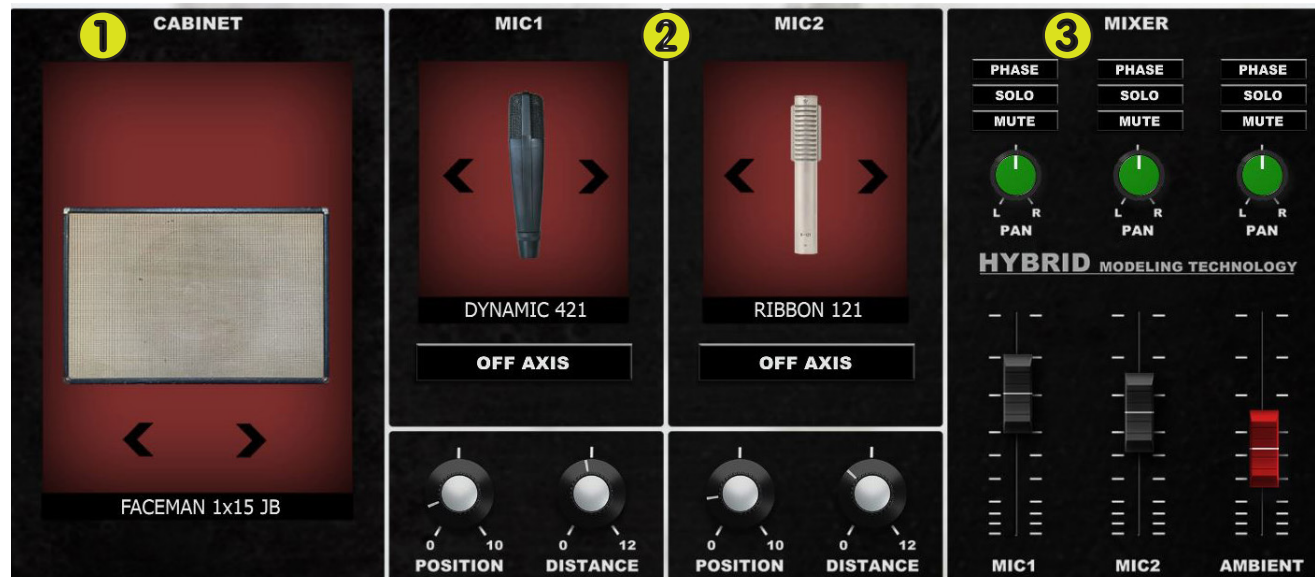 1
CABINET
FACEMAN 1x15 JB
MIC1
2
MIC2
DYNAMIC 421
RIBBON 121
OFF AXIS
OFF AXIS
0 10
POSITION
0 12
DISTANCE
0 10
POSITION
0 12
DISTANCE
3
MIXER
PHASE PHASE PHASE
SOLO SOLO SOLO
MUTE MUTE MUTE
L R L R L R
PAN PAN PAN
HYBRID MODELING TECHNOLOGY
MIC1 MIC2 AMBIENT